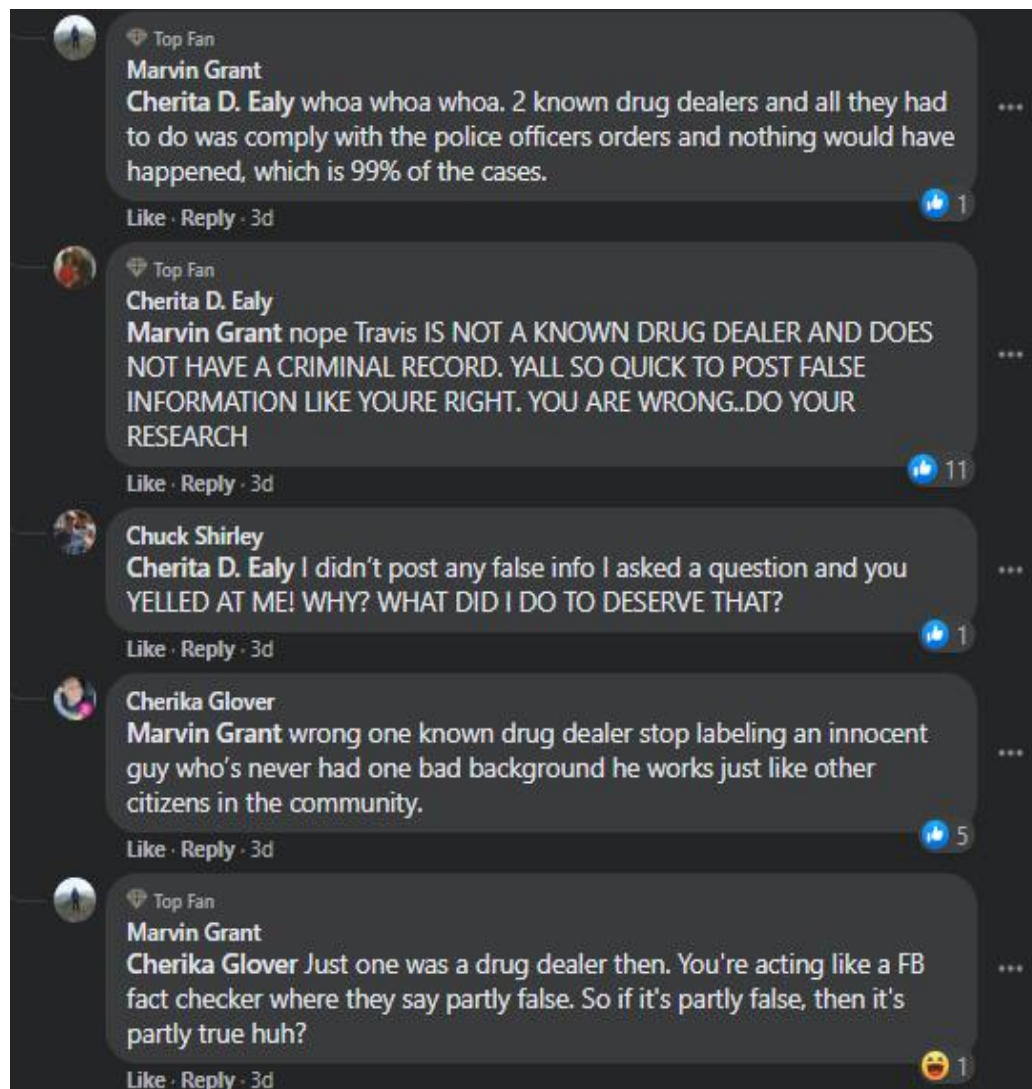 Top Fan
Marvin Grant
Cherita D. Ealy whoa whoa whoa. 2 known drug dealers and all they had
to do was comply with the police officers orders and nothing would have
happened, which is 99% of the cases.
1
Like · Reply · 3d
Top Fan
Cherita D. Ealy
Marvin Grant nope Travis IS NOT A KNOWN DRUG DEALER AND DOES
NOT HAVE A CRIMINAL RECORD. YALL SO QUICK TO POST FALSE
INFORMATION LIKE YOURE RIGHT. YOU ARE WRONG..DO YOUR
RESEARCH
11
Like · Reply · 3d
Chuck Shirley
Cherita D. Ealy I didn't post any false info I asked a question and you
YELLED AT ME! WHY? WHAT DID I DO TO DESERVE THAT?
1
Like · Reply · 3d
Cherika Glover
Marvin Grant wrong one known drug dealer stop labeling an innocent
guy who's never had one bad background he works just like other
citizens in the community.
5
Like · Reply · 3d
Top Fan
Marvin Grant
Cherika Glover Just one was a drug dealer then. You're acting like a FB
fact checker where they say partly false. So if it's partly false, then it's
partly true huh?
1
Like · Reply · 3d